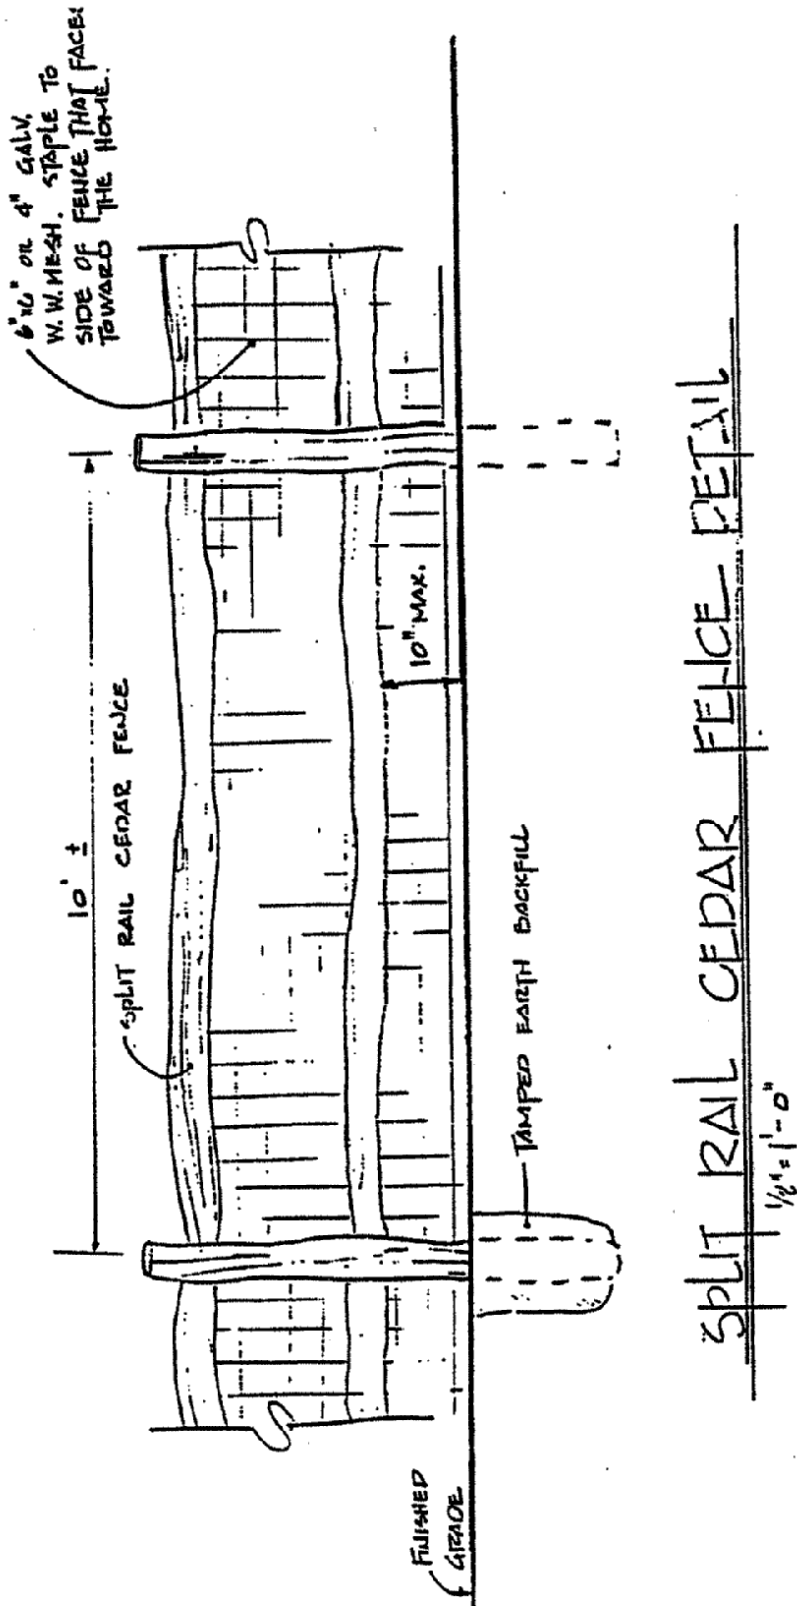 6"x6" OR 4" GALV.
W.W. MESH. STAPLE TO
SIDE OF FENCE THAT FACES
TOWARD THE HOME.
10' ±
SPLIT RAIL CEDAR FENCE
10" MAX.
TAMPED EARTH BACKFILL
FINISHED
GRADE
SPLIT RAIL CEDAR FENCE DETAIL
1/2" = 1'-0"